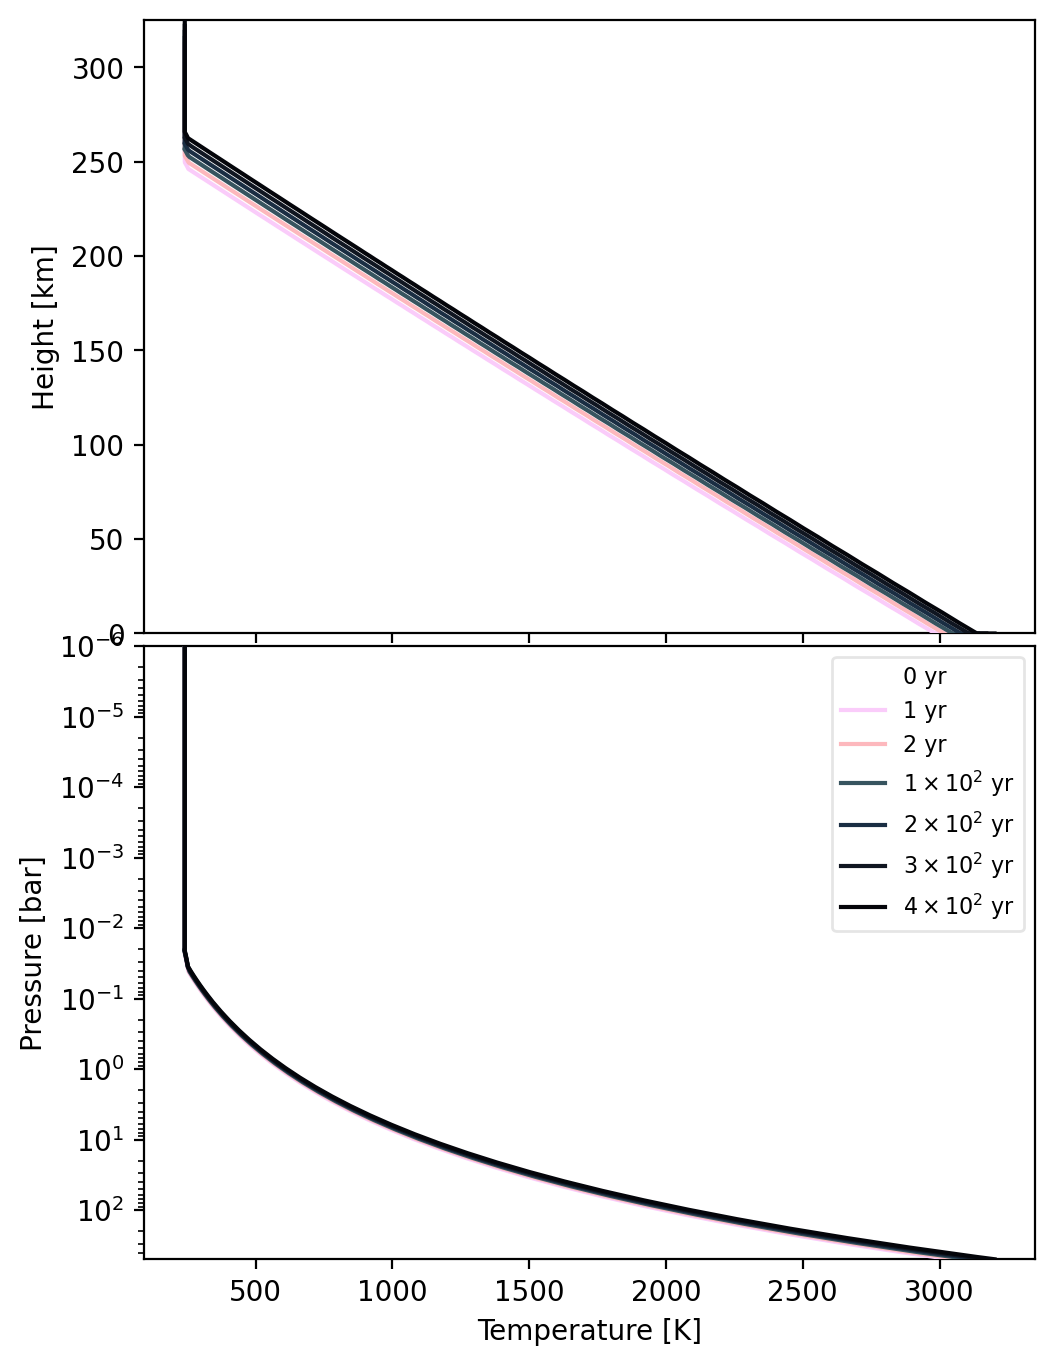 300
250
200
150
100
50
0
Height [km]
10⁻⁶
10⁻⁵
10⁻⁴
10⁻³
10⁻²
10⁻¹
10⁰
10¹
10²
Pressure [bar]
0 yr
1 yr
2 yr
1 × 10² yr
2 × 10² yr
3 × 10² yr
4 × 10² yr
500 1000 1500 2000 2500 3000
Temperature [K]